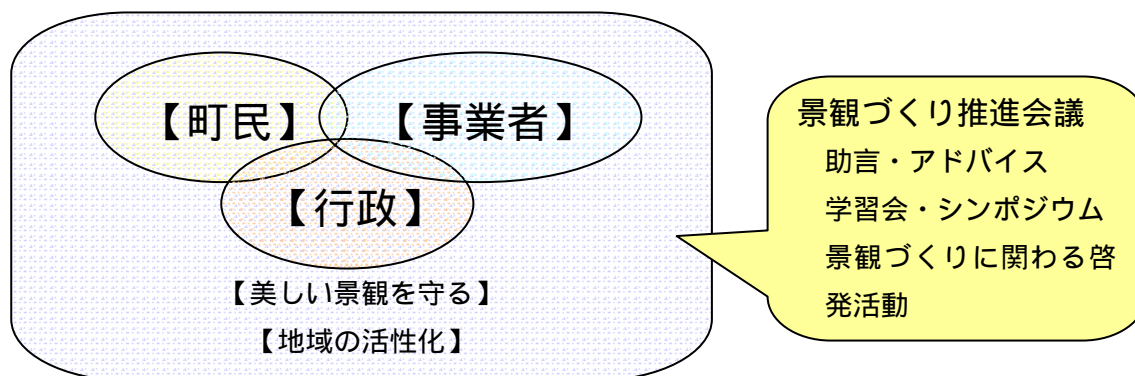 【町民】
【事業者】
【行政】
【美しい景観を守る】
【地域の活性化】
景観づくり推進会議
助言・アドバイス
学習会・シンポジウム
景観づくりに関わる啓
発活動